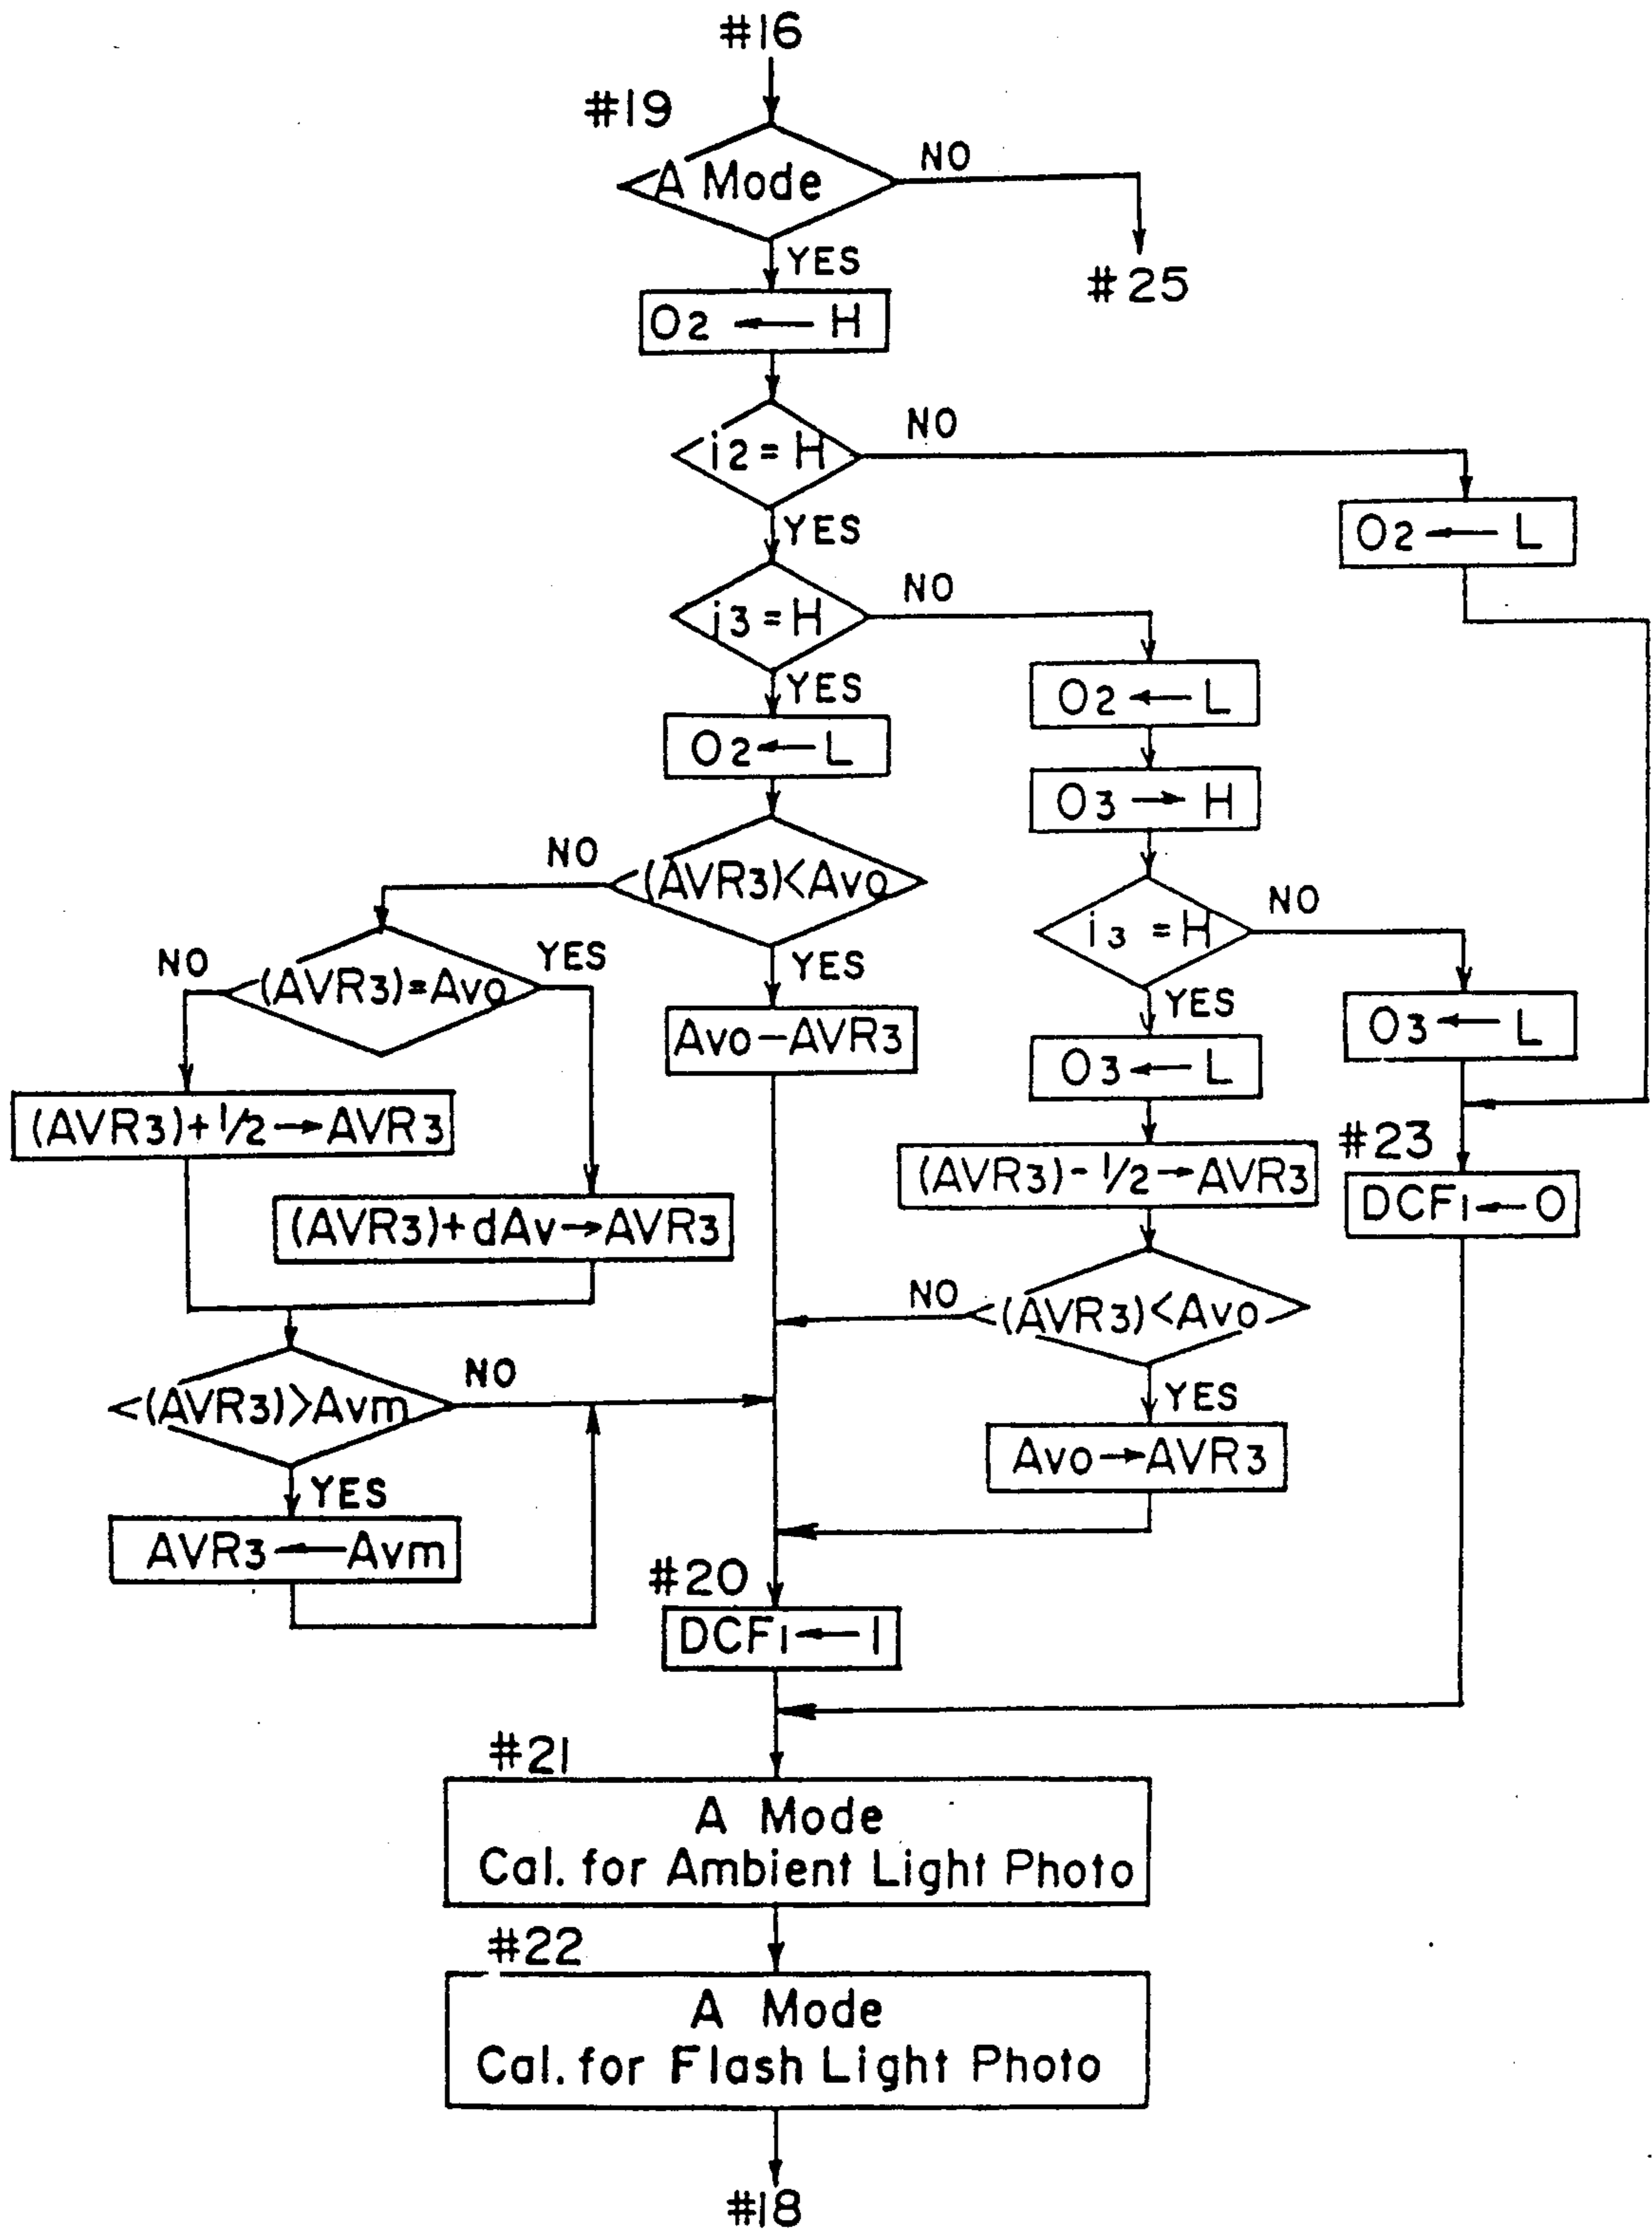 #16
#19
A Mode
NO
YES
#25
O2 ← H
i2 = H
NO
YES
O2 ← L
i3 = H
NO
YES
O2 ← L
O2 ← L
O3 → H
(AVR3)<Avo
NO
YES
i3 = H
NO
YES
(AVR3)=Avo
NO
YES
Avo − AVR3
O3 ← L
O3 ← L
(AVR3)+1/2→AVR3
#23
(AVR3)-1/2→AVR3
DCF1←0
(AVR3)+dAv→AVR3
NO
(AVR3)<Avo
YES
<(AVR3)>Avm
NO
YES
Avo→AVR3
AVR3←Avm
#20
DCF1←1
#21
A Mode
Cal. for Ambient Light Photo
#22
A Mode
Cal. for Flash Light Photo
#18